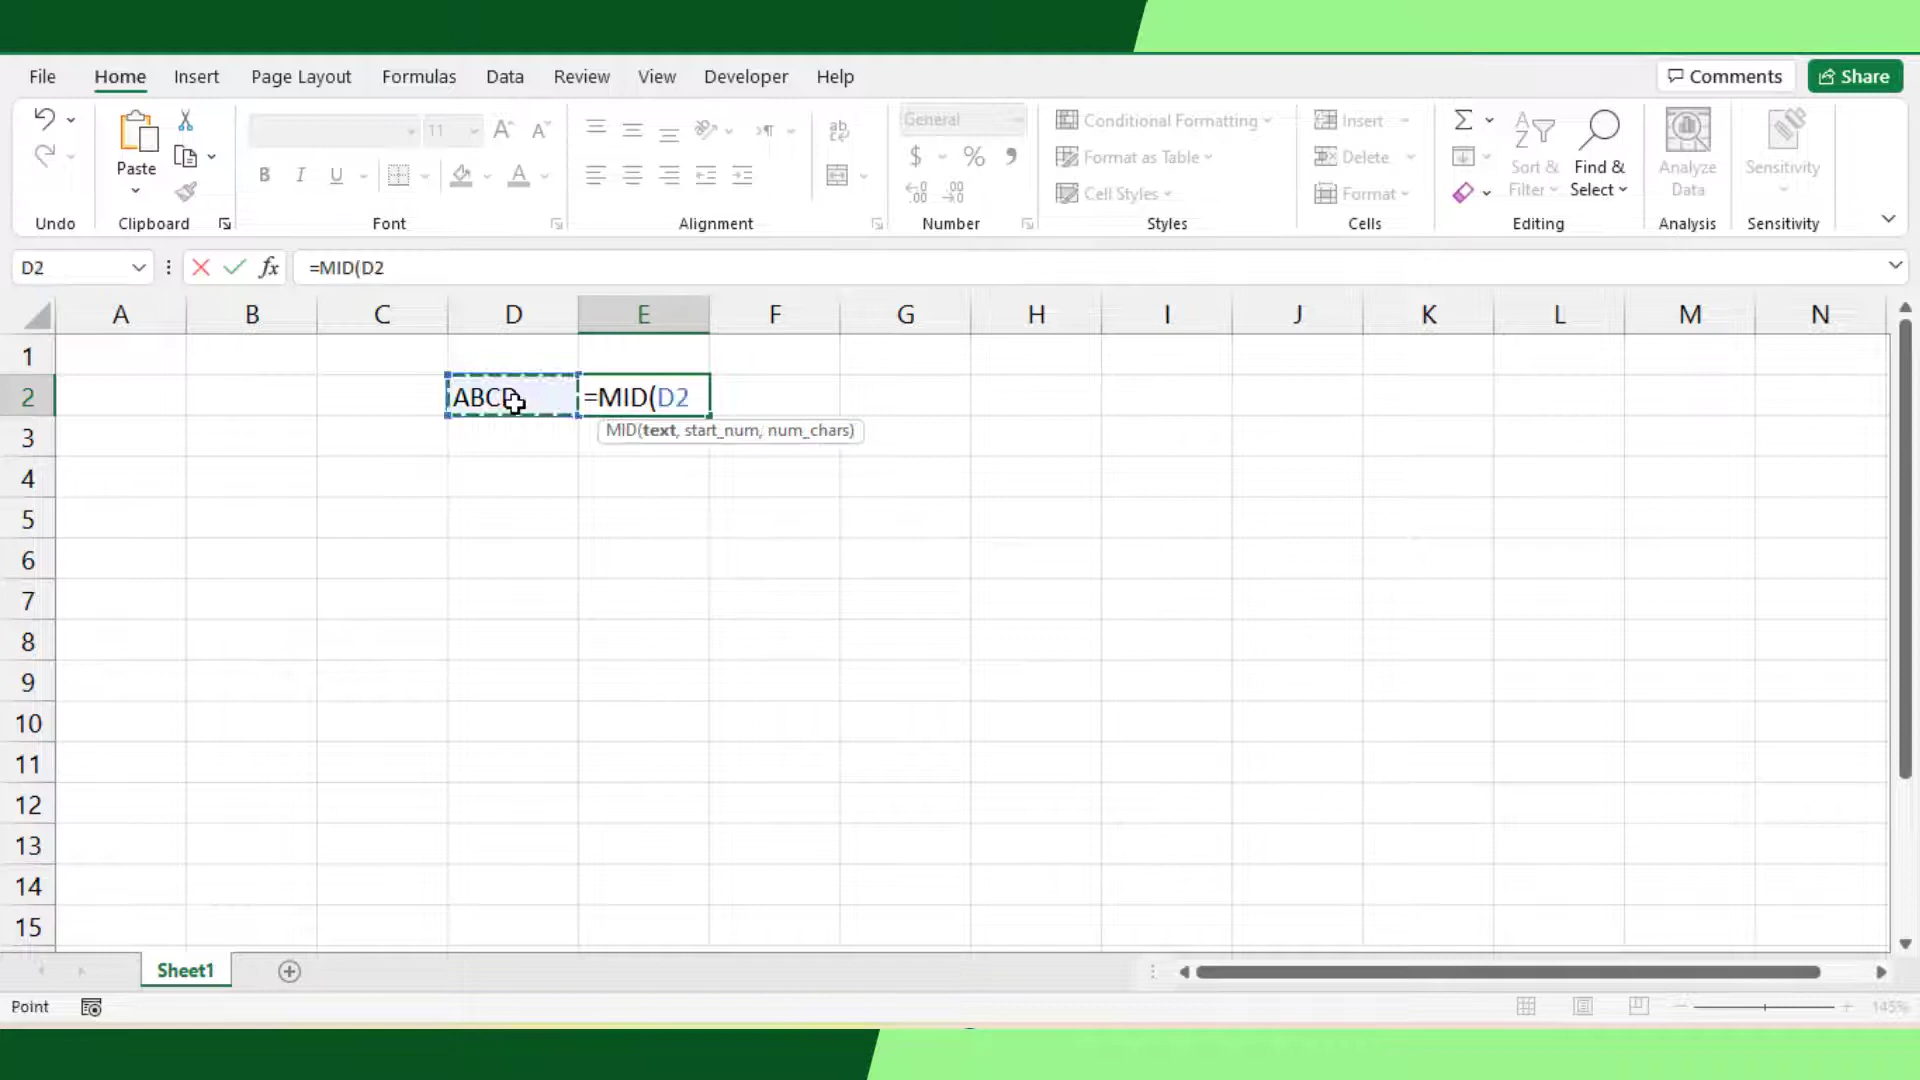 File Home Insert Page Layout Formulas Data Review View Developer Help Comments Share
11 General Conditional Formatting Insert
Paste B I U $ % Format as Table Delete Sort & Filter Find & Select Analyze Data Sensitivity
Cell Styles Format
Undo Clipboard Font Alignment Number Styles Cells Editing Analysis Sensitivity
D2 fx =MID(D2
A B C D E F G H I J K L M N
1
2 ABCD =MID(D2
MID(text, start_num, num_chars)
3
4
5
6
7
8
9
10
11
12
13
14
15
Sheet1
Point 145%